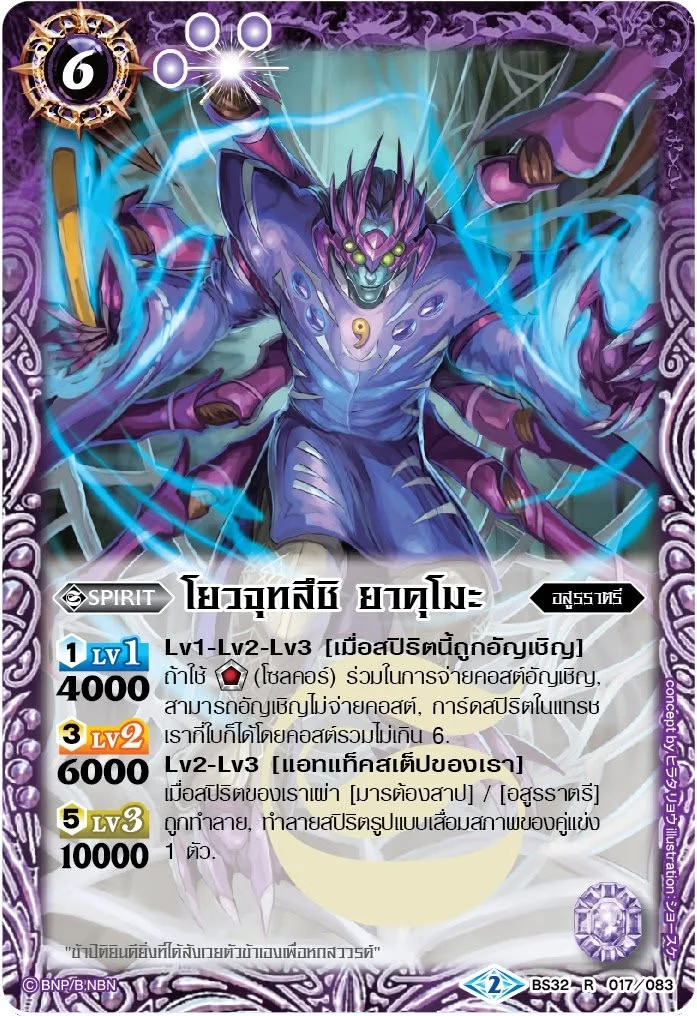 6
SPIRIT โยวจุทสึชิ ยาคุโมะ อสูรราตรี
1 LV1
4000
3 LV2
6000
5 LV3
10000
Lv1-Lv2-Lv3 [เมื่อสปิริตนี้ถูกอัญเชิญ]
ถ้าใช้ (โซลคอร์) ร่วมในการจ่ายคอสต์อัญเชิญ,
สามารถอัญเชิญไม่จ่ายคอสต์, การ์ดสปิริตในแทรช
เรากี่ใบก็ได้โดยคอสต์รวมไม่เกิน 6.
Lv2-Lv3 [แอทแท็คสเต็ปของเรา]
เมื่อสปิริตของเราเผ่า [มารต้องสาป] / [อสูรราตรี]
ถูกทำลาย, ทำลายสปิริตรูปแบบเสื่อมสภาพของคู่แข่ง
1 ตัว.
"ข้าปิติยินดียิ่งที่ได้สังเวยตัวข้าเองเพื่อหกสวรรค์"
concept by ヒラタリョウ illustration : ショースケ
©BNP/B,NBN
2 BS32 R 017/083